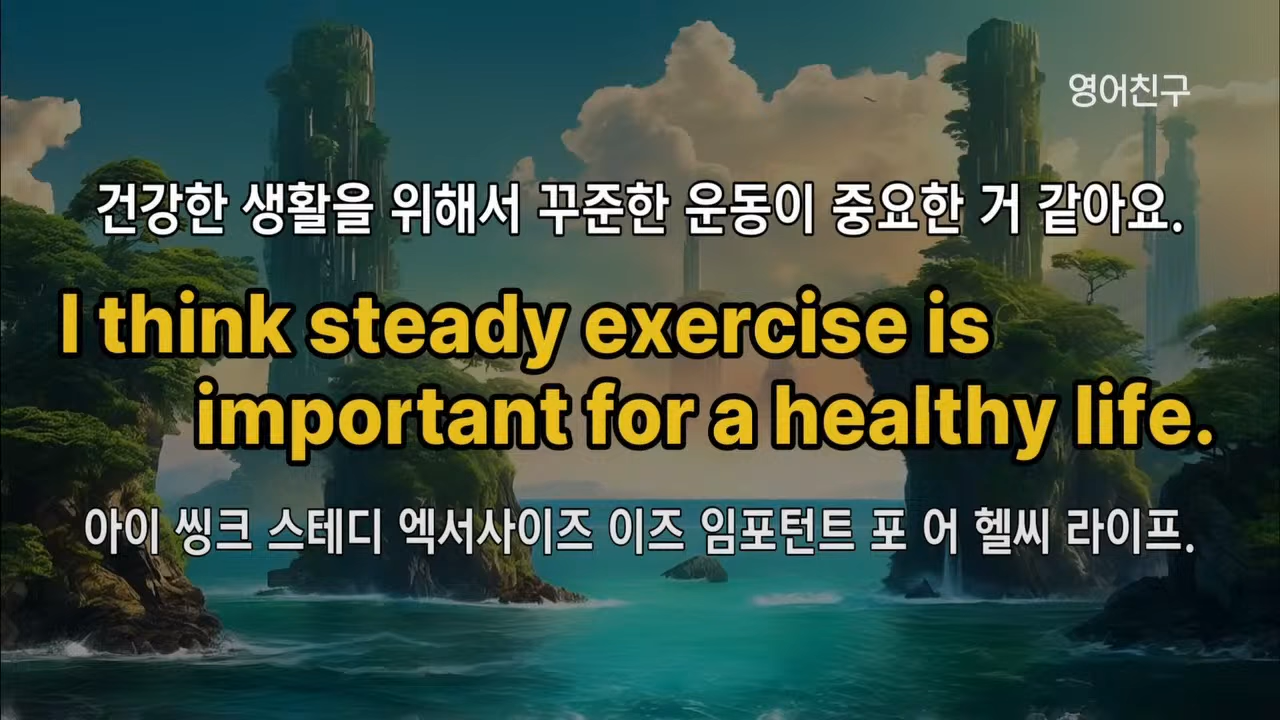 영어친구
건강한 생활을 위해서 꾸준한 운동이 중요한 거 같아요.
I think steady exercise is
important for a healthy life.
아이 씽크 스테디 엑서사이즈 이즈 임포턴트 포 어 헬씨 라이프.